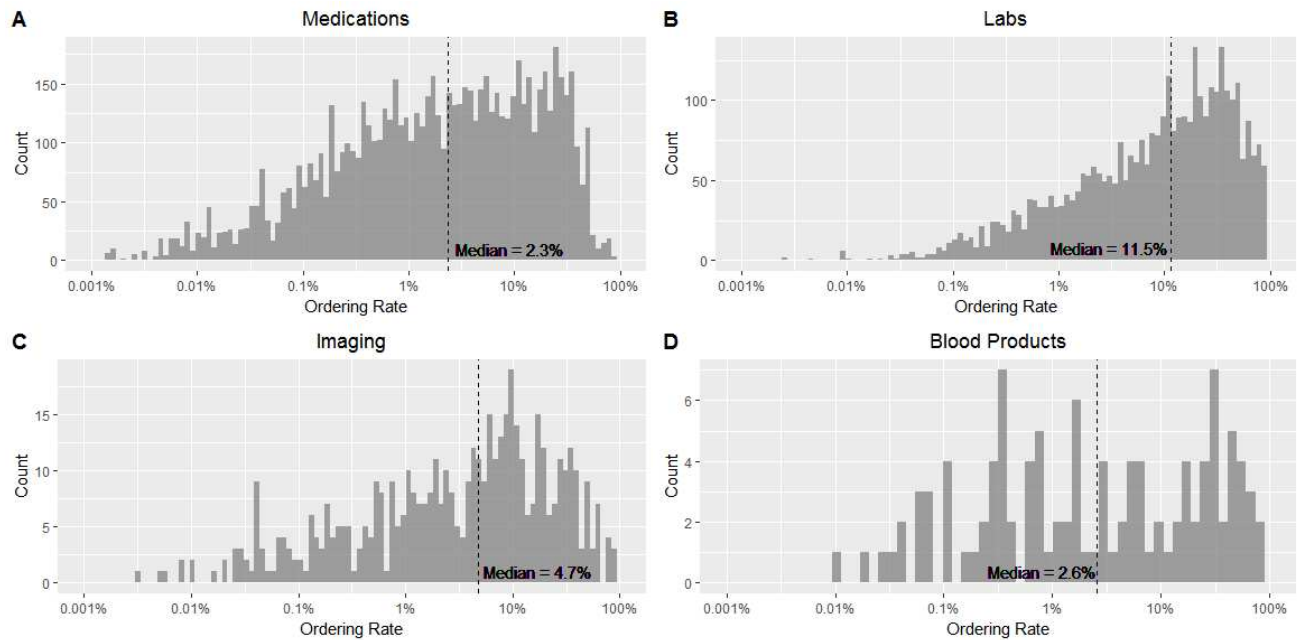 A
Medications
Count
150
100
50
0
Median = 2.3%
0.001% 0.01% 0.1% 1% 10% 100%
Ordering Rate
B
Labs
Count
100
50
0
Median = 11.5%
0.001% 0.01% 0.1% 1% 10% 100%
Ordering Rate
C
Imaging
Count
15
10
5
0
Median = 4.7%
0.001% 0.01% 0.1% 1% 10% 100%
Ordering Rate
D
Blood Products
Count
6
4
2
0
Median = 2.6%
0.001% 0.01% 0.1% 1% 10% 100%
Ordering Rate